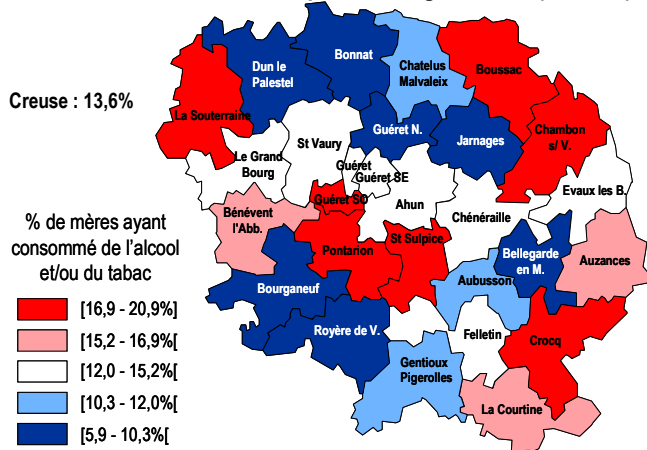 Bonnat
Dun le
Palestel
Chatelus
Malvaleix
Boussac
Creuse : 13,6%
La Souterraine
Guéret N.
Jarnages
Chambon
s/ V.
St Vaury
Le Grand
Bourg
Guéret
Guéret SE
Evaux les B.
Guéret SO
Ahun
Chénéraille
Bénévent
l'Abb.
% de mères ayant
consommé de l'alcool
et/ou du tabac
St Sulpice
Pontarion
Bellegarde
en M.
Auzances
Aubusson
Bourganeuf
[16,9 - 20,9%[
Royère de V.
Felletin
Crocq
[15,2 - 16,9%[
[12,0 - 15,2%[
Gentioux
Pigerolles
[10,3 - 12,0%[
La Courtine
[5,9 - 10,3%[